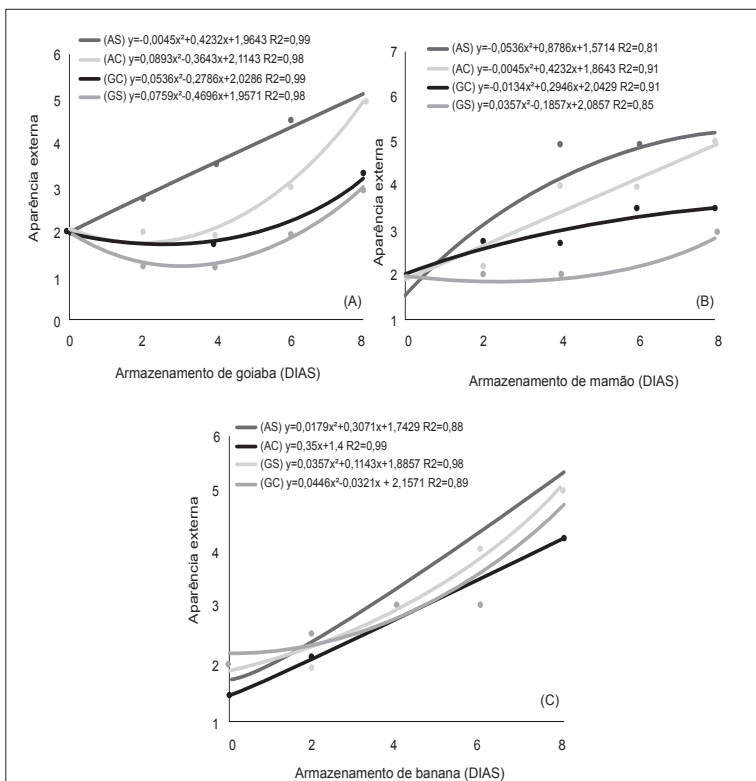 (AS) y=-0,0045x²+0,4232x+1,9643 R2=0,99
(AC) y=0,0893x²-0,3643x+2,1143 R2=0,98
(GC) y=0,0536x²-0,2786x+2,0286 R2=0,99
(GS) y=0,0759x²-0,4696x+1,9571 R2=0,98
6
5
4
3
2
1
0
Aparência externa
0 2 4 6 8
(A)
Armazenamento de goiaba (DIAS)
(AS) y=-0,0536x²+0,8786x+1,5714 R2=0,81
(AC) y=-0,0045x²+0,4232x+1,8643 R2=0,91
(GC) y=-0,0134x²+0,2946x+2,0429 R2=0,91
(GS) y=0,0357x²-0,1857x+2,0857 R2=0,85
7
6
5
4
3
2
1
Aparência externa
0 2 4 6 8
(B)
Armazenamento de mamão (DIAS)
(AS) y=0,0179x²+0,3071x+1,7429 R2=0,88
(AC) y=0,35x+1,4 R2=0,99
(GS) y=0,0357x²+0,1143x+1,8857 R2=0,98
(GC) y=0,0446x²-0,0321x + 2,1571 R2=0,89
6
5
4
3
2
1
Aparência externa
0 2 4 6 8
(C)
Armazenamento de banana (DIAS)